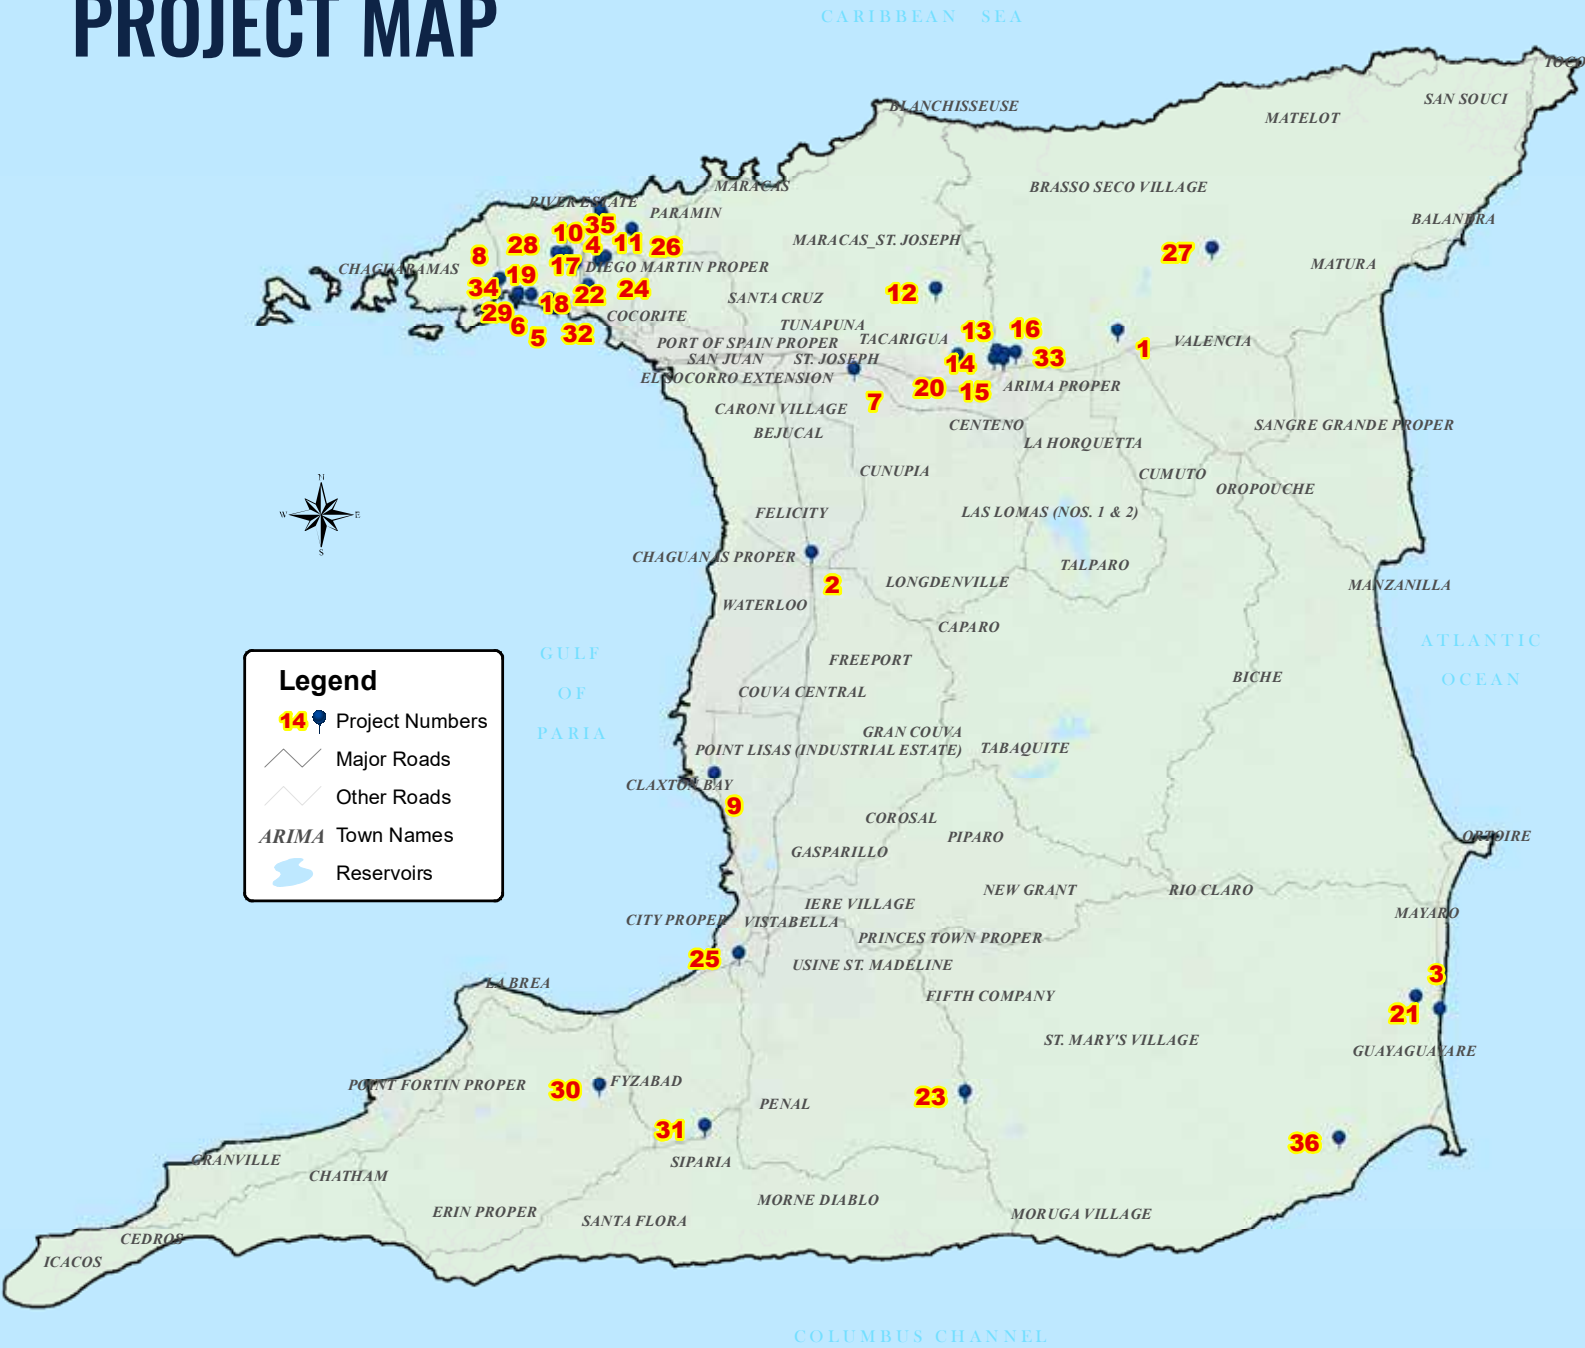 PROJECT MAP
CARIBBEAN SEA
TOCO
SAN SOUCI
BLANCHISSEUSE
MATELOT
MARACAS
BRASSO SECO VILLAGE
RIVER ESTATE
PARAMIN
BALANDRA
35
10
MARACAS_ST. JOSEPH
28
4
11
26
27
8
MATURA
CHAGUARAMAS
19
17
DIEGO MARTIN PROPER
34
22
24
12
SANTA CRUZ
29
18
COCORITE
6
5
32
TUNAPUNA
13
16
PORT OF SPAIN PROPER
TACARIGUA
VALENCIA
1
SAN JUAN
ST. JOSEPH
14
33
EL SOCORRO EXTENSION
20
15
ARIMA PROPER
7
CARONI VILLAGE
CENTENO
SANGRE GRANDE PROPER
BEJUCAL
LA HORQUETTA
CUNUPIA
CUMUTO
OROPOUCHE
N
W
E
S
FELICITY
LAS LOMAS (NOS. 1 & 2)
CHAGUANAS PROPER
TALPARO
2
LONGDENVILLE
MANZANILLA
WATERLOO
CAPARO
GULF
OF
PARIA
ATLANTIC
OCEAN
FREEPORT
BICHE
COUVA CENTRAL
GRAN COUVA
POINT LISAS (INDUSTRIAL ESTATE)
TABAQUITE
Legend
14 Project Numbers
Major Roads
Other Roads
ARIMA Town Names
Reservoirs
CLAXTON BAY
9
COROSAL
PIPARO
ORTOIRE
GASPARILLO
NEW GRANT
RIO CLARO
IERE VILLAGE
MAYARO
CITY PROPER
VISTABELLA
PRINCES TOWN PROPER
25
USINE ST. MADELINE
3
LA BREA
FIFTH COMPANY
21
ST. MARY'S VILLAGE
GUAYAGUAYARE
POINT FORTIN PROPER
30
FYZABAD
23
PENAL
31
36
GRANVILLE
SIPARIA
CHATHAM
MORNE DIABLO
ERIN PROPER
SANTA FLORA
MORUGA VILLAGE
CEDROS
ICACOS
COLUMBUS CHANNEL